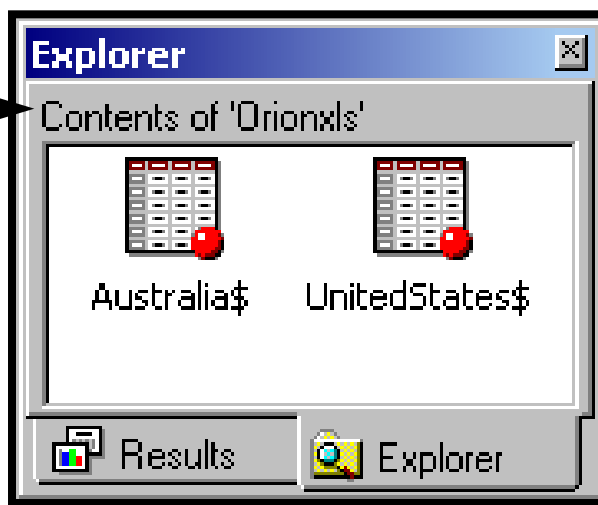 Explorer
Contents of 'Orionxls'
Australia$ UnitedStates$
Results Explorer